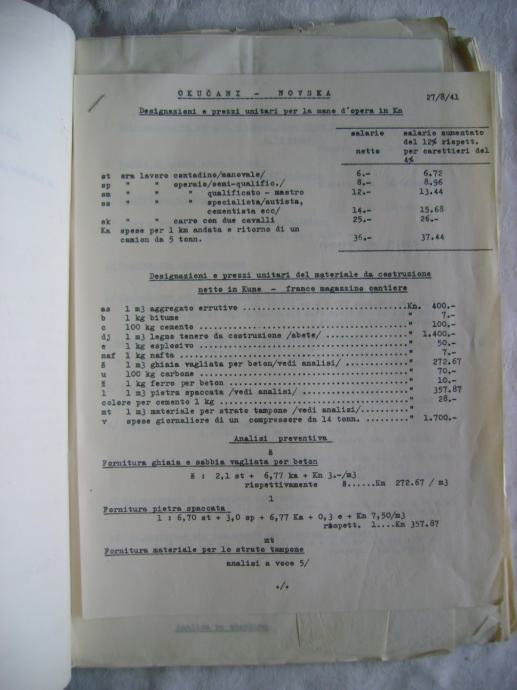 OKUČANI - NOVSKA
27/8/41
Designazioni e prezzi unitari per la mano d'opera in Kn
salario netto
salario aumentato del 12% rispett. per carettieri del 4%
st ora lavoro contadino/manovale/ 6.- 6.72
sp " " operaio/semi-qualific./ 8.- 8.96
sm " " " qualificato - mastro 12.- 13.44
ss " " " specialista/autista,
cementista ecc/ 14.- 15.68
sk " " carro con due cavalli 25.- 26.-
Ka spese per 1 km andata e ritorno di un
camion da 5 tonn. 36.- 37.44
Designazioni e prezzi unitari del materiale da costruzione
netto in Kune - franco magazzino cantiere
as 1 m3 aggregato errutivo ........ Kn. 400.-
b 1 kg bitume " 7.-
c 100 kg cemento ........ " 100.-
dj 1 m3 legno tenero da costruzione /abete/ ........ " 1.400.-
e 1 kg esplosivo ........ " 50.-
naf 1 kg nafta ........ " 7.-
š 1 m3 ghiaia vagliata per beton/vedi analisi/ ........ " 272.67
u 100 kg carbone ........ " 70.-
ž 1 kg ferro per beton ........ " 10.-
l 1 m3 pietra spaccata /vedi analisi/ ........ " 357.87
colore per cemento 1 kg ........ " 28.-
mt 1 m3 materiale per strato tampone /vedi analisi/ ........ "
v spese giornaliere di un compressore da 14 tonn. ... " 1.700.-
Analisi preventiva
š
Fornitura ghiaia e sabbia vagliata per beton
š : 2,1 st + 6,77 ka + Kn 3.-/m3
rispettivamente š......Kn 272.67 / m3
l
Fornitura pietra spaccata
l : 6,70 st + 3,0 sp + 6,77 Ka + 0,3 e + Kn 7,50/m3
rispett. l....Kn 357.87
mt
Fornitura materiale per lo strato tampone
analisi a voce 5/
./.